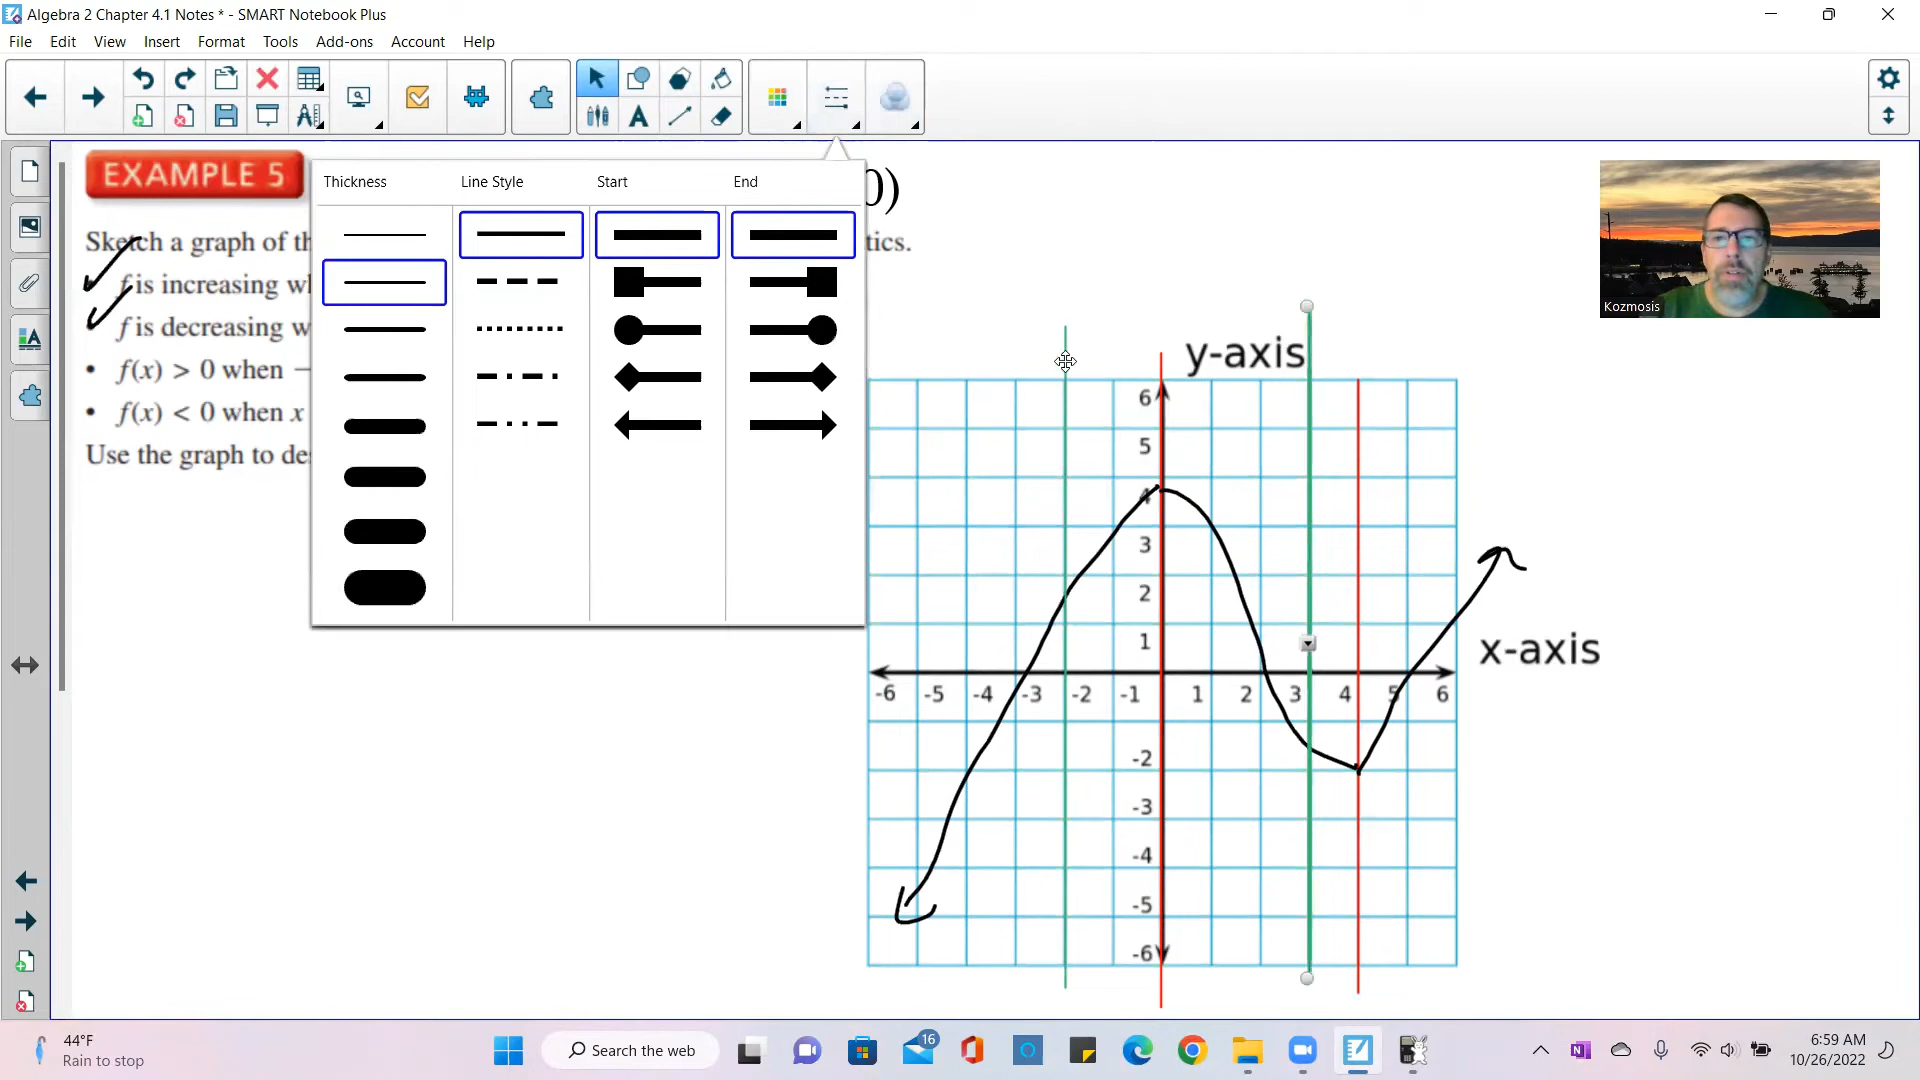 Algebra 2 Chapter 4.1 Notes * - SMART Notebook Plus
File Edit View Insert Format Tools Add-ons Account Help
EXAMPLE 5
0)
Thickness Line Style Start End
Sketch a graph of
tics.
f is increasing
f is decreasing
• f(x) > 0 when −
• f(x) < 0 when x
Use the graph to
Kozmosis
y-axis
6
5
4
3
2
1
x-axis
-6 -5 -4 -3 -2 -1 1 2 3 4 5 6
-2
-3
-4
-5
-6
44°F
Rain to stop
Search the web
16
6:59 AM
10/26/2022